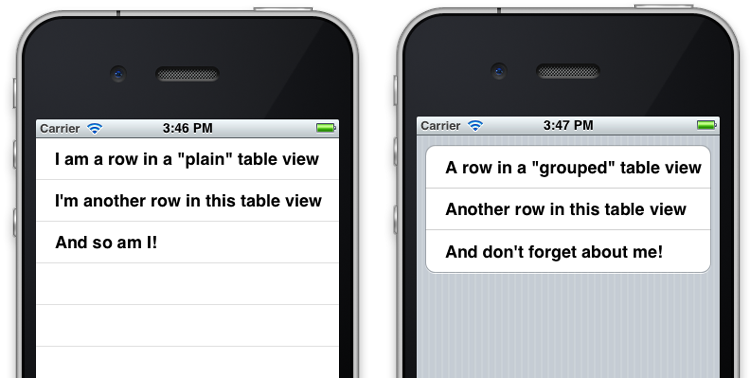 Carrier 3:46 PM
I am a row in a "plain" table view
I'm another row in this table view
And so am I!
Carrier 3:47 PM
A row in a "grouped" table view
Another row in this table view
And don't forget about me!